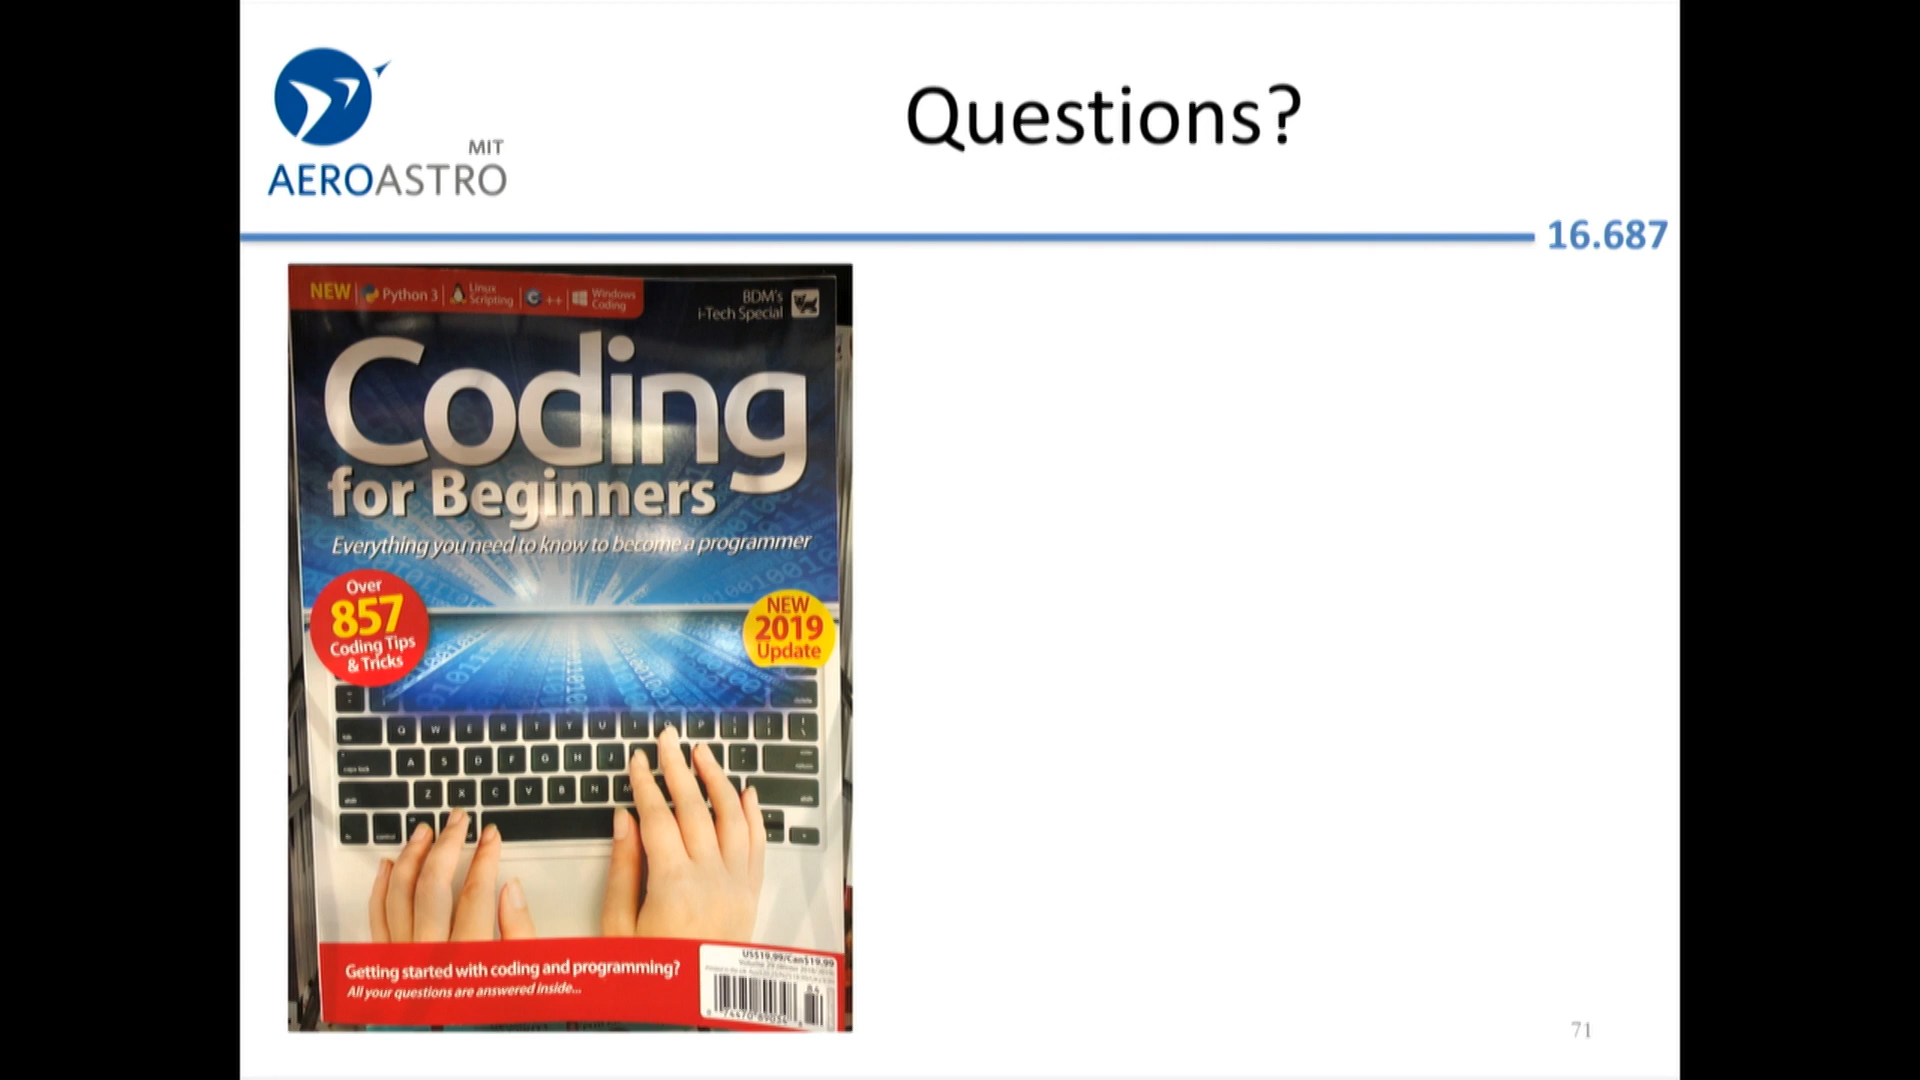 MIT
AEROASTRO
Questions?
16.687
NEW
Python 3
Linux
Scripting
C ++
Windows
Coding
BDM's
i-Tech Special
Coding
for Beginners
Everything you need to know to become a programmer
Over
857
Coding Tips
& Tricks
NEW
2019
Update
Q W E R T Y U I O P
A S D F G H J
Z X C V B N M
Getting started with coding and programming?
All your questions are answered inside...
US$19.99/Can$19.99
84
71